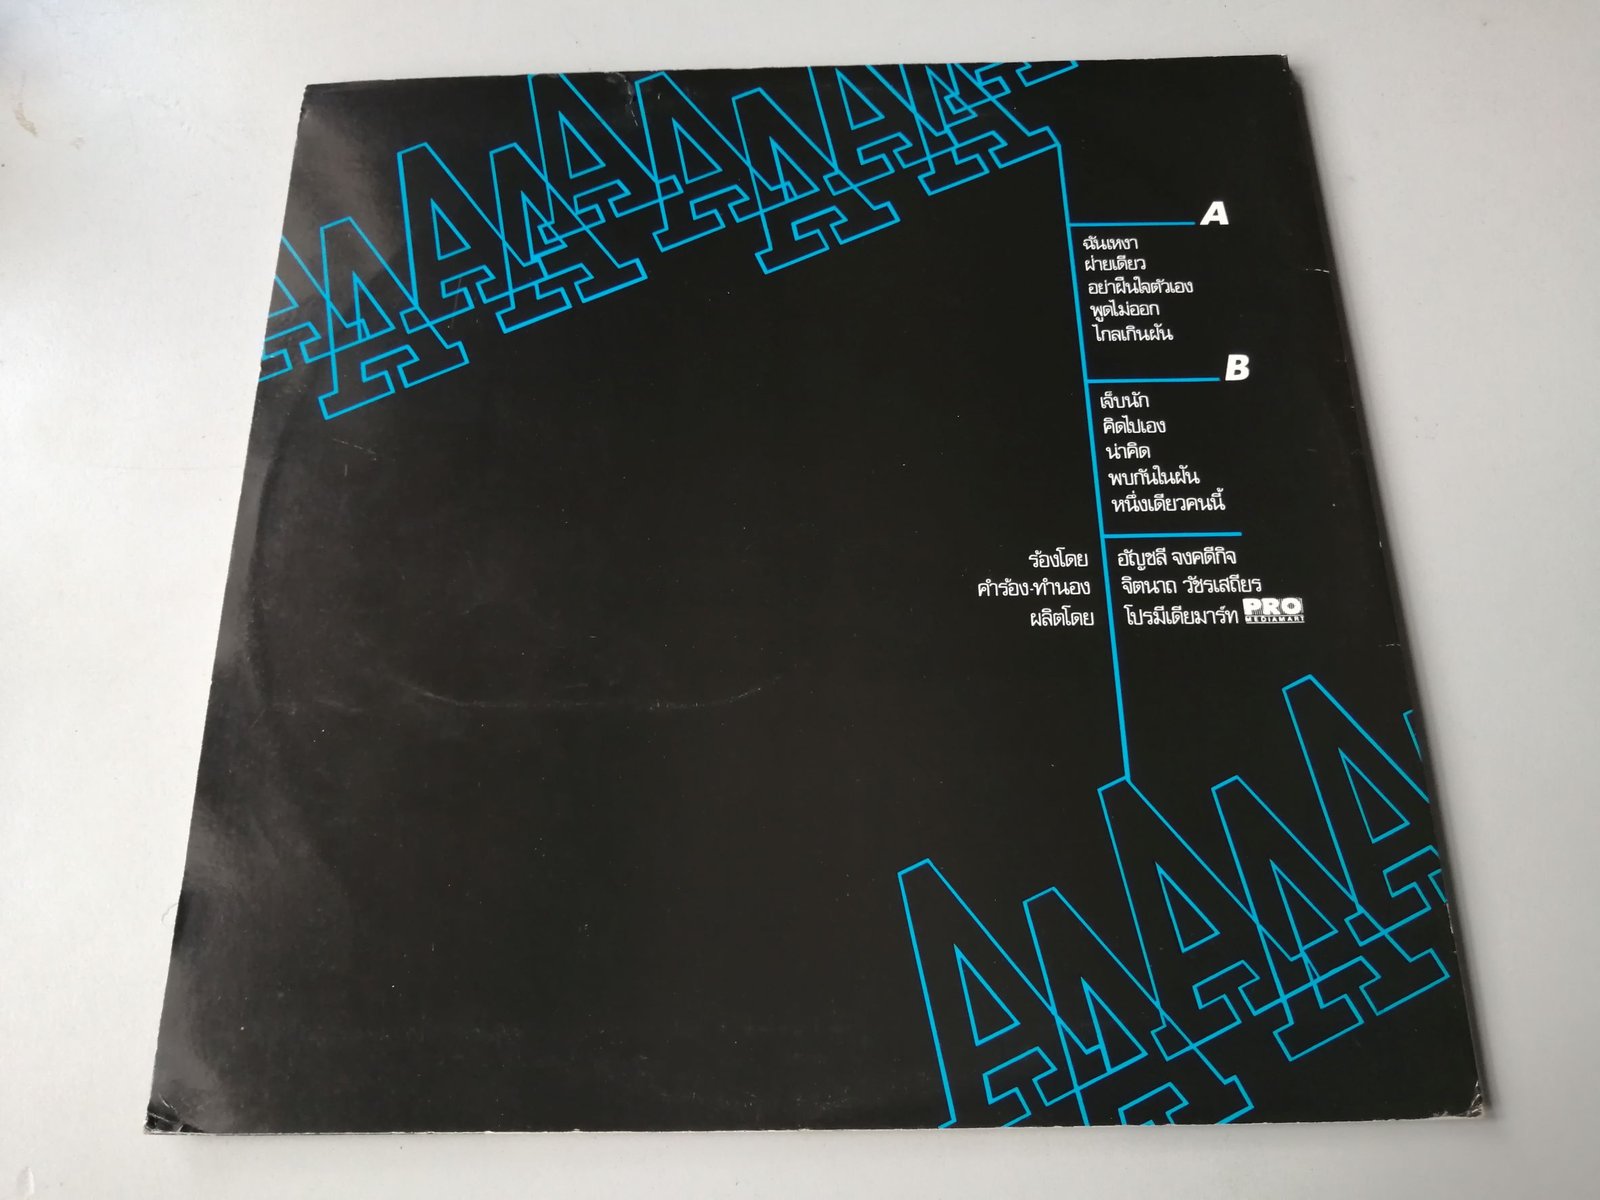 A
ฉันเหงา
ฝ่ายเดียว
อย่าฝืนใจตัวเอง
พูดไม่ออก
ไกลเกินฝัน
B
เจ็บนัก
คิดไปเอง
น่าคิด
พบกันในฝัน
หนึ่งเดียวคนนี้
ร้องโดย อัญชลี จงคดีกิจ
คำร้อง-ทำนอง จิตนาถ วัชรเสถียร
ผลิตโดย โปรมีเดียมาร์ท PRO
MEDIAMART